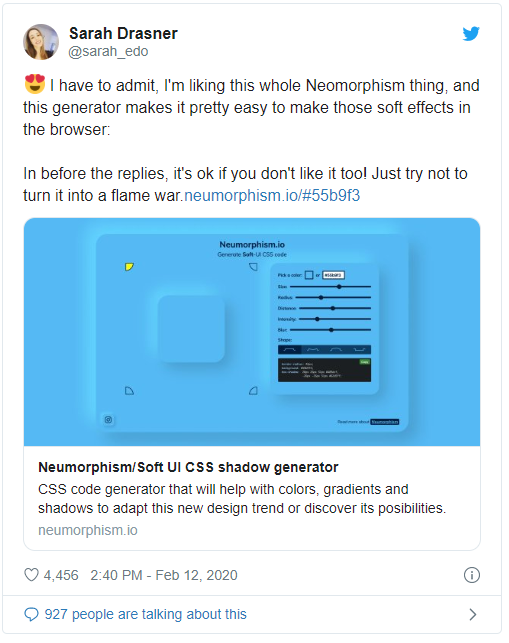 Sarah Drasner
@sarah_edo
😍 I have to admit, I'm liking this whole Neomorphism thing, and
this generator makes it pretty easy to make those soft effects in
the browser:
In before the replies, it's ok if you don't like it too! Just try not to
turn it into a flame war.neumorphism.io/#55b9f3
Neumorphism.io
Generate Soft-UI CSS code
Pick a color: or #55b9f3
Size:
Radius:
Distance:
Intensity:
Blur:
Shape:
Read more about Neumorphism
Neumorphism/Soft UI CSS shadow generator
CSS code generator that will help with colors, gradients and
shadows to adapt this new design trend or discover its posibilities.
neumorphism.io
4,456 2:40 PM - Feb 12, 2020
927 people are talking about this